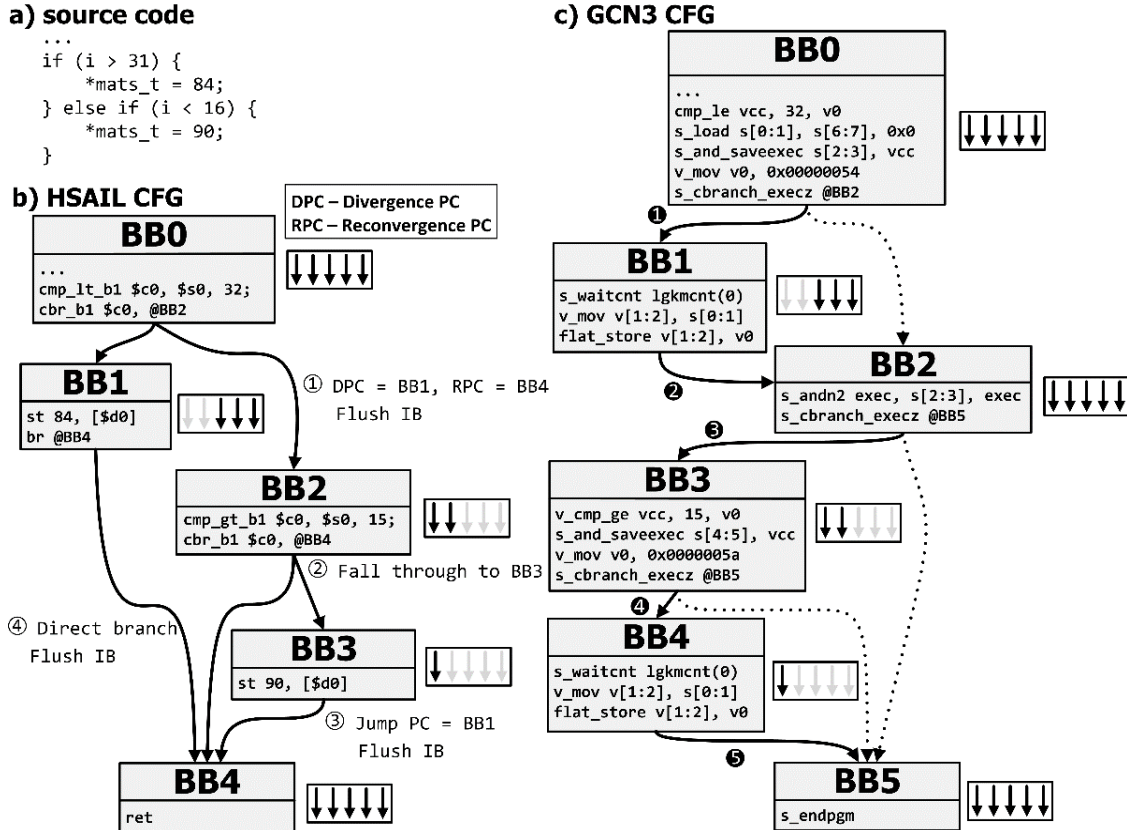 a) source code
...
if (i > 31) {
*mats_t = 84;
} else if (i < 16) {
*mats_t = 90;
}
b) HSAIL CFG
DPC – Divergence PC
RPC – Reconvergence PC
BB0
...
cmp_lt_b1 $c0, $s0, 32;
cbr_b1 $c0, @BB2
BB1
st 84, [$d0]
br @BB4
① DPC = BB1, RPC = BB4
Flush IB
BB2
cmp_gt_b1 $c0, $s0, 15;
cbr_b1 $c0, @BB4
② Fall through to BB3
④ Direct branch
Flush IB
BB3
st 90, [$d0]
③ Jump PC = BB1
Flush IB
BB4
ret
c) GCN3 CFG
BB0
...
cmp_le vcc, 32, v0
s_load s[0:1], s[6:7], 0x0
s_and_saveexec s[2:3], vcc
v_mov v0, 0x00000054
s_cbranch_execz @BB2
❶
BB1
s_waitcnt lgkmcnt(0)
v_mov v[1:2], s[0:1]
flat_store v[1:2], v0
❷
BB2
s_andn2 exec, s[2:3], exec
s_cbranch_execz @BB5
❸
BB3
v_cmp_ge vcc, 15, v0
s_and_saveexec s[4:5], vcc
v_mov v0, 0x0000005a
s_cbranch_execz @BB5
❹
BB4
s_waitcnt lgkmcnt(0)
v_mov v[1:2], s[0:1]
flat_store v[1:2], v0
❺
BB5
s_endpgm